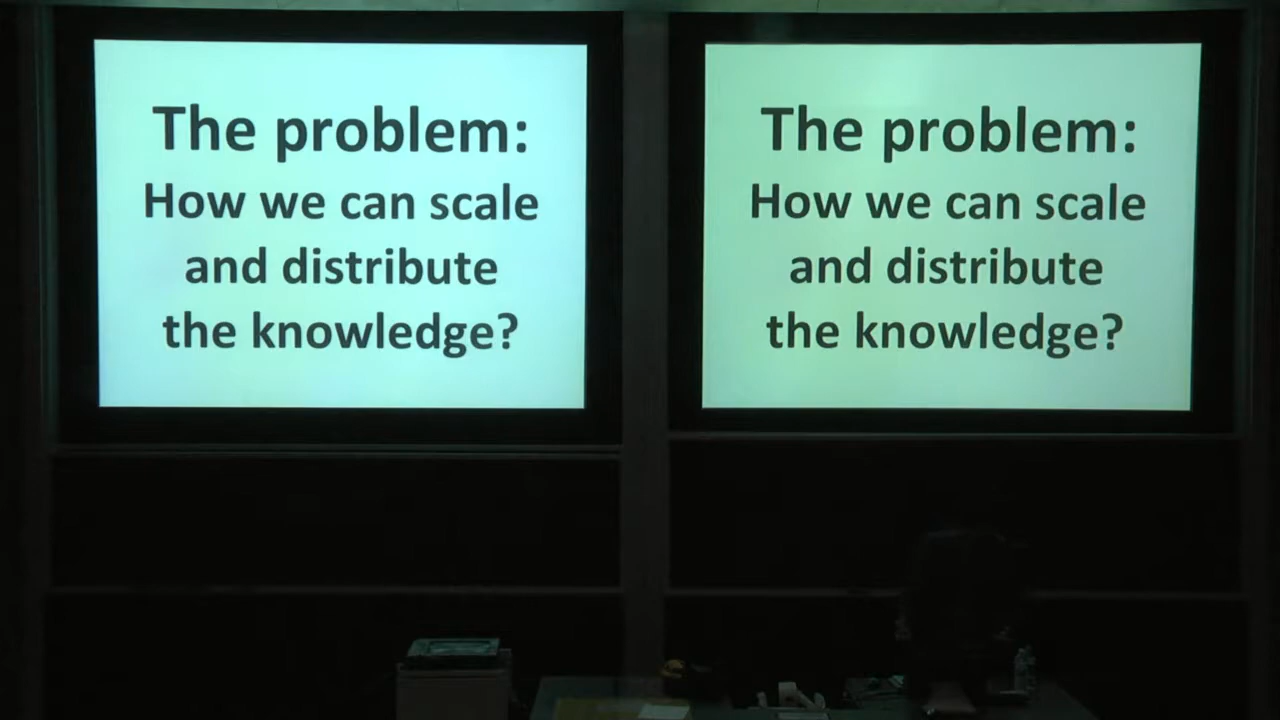 The problem:
How we can scale
and distribute
the knowledge?
The problem:
How we can scale
and distribute
the knowledge?